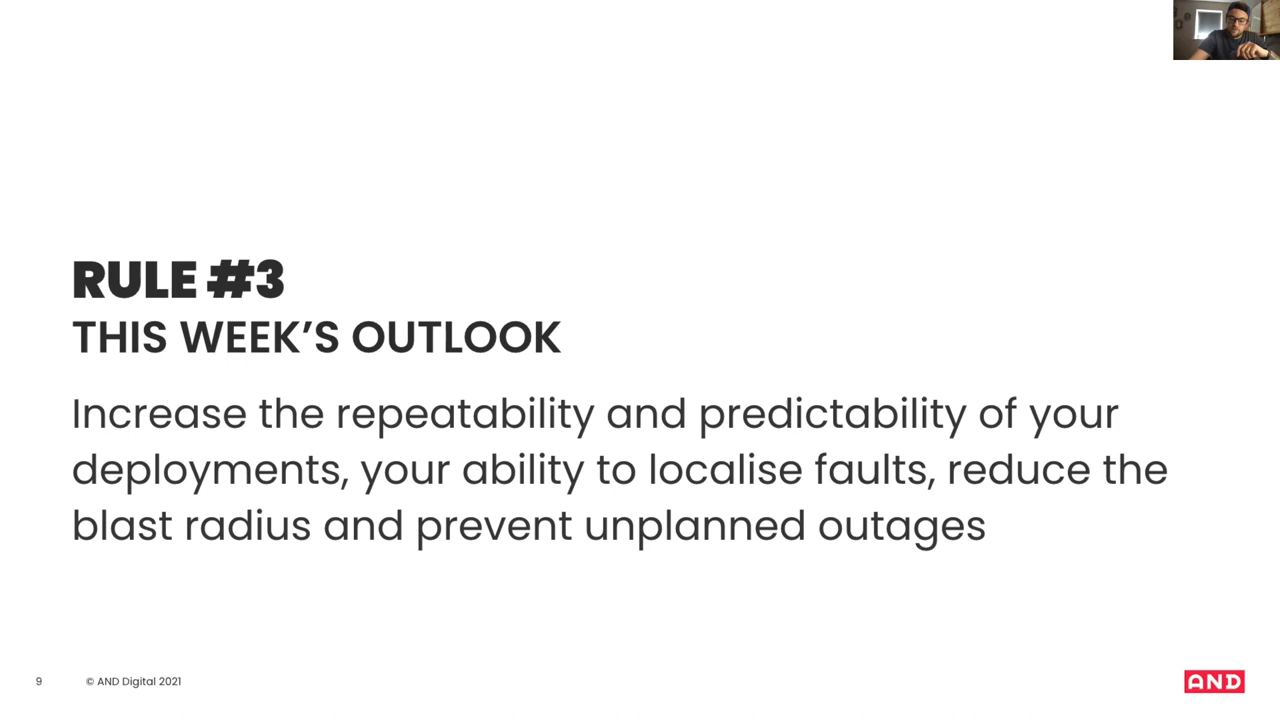 RULE #3
THIS WEEK’S OUTLOOK
Increase the repeatability and predictability of your
deployments, your ability to localise faults, reduce the
blast radius and prevent unplanned outages
9
© AND Digital 2021
AND